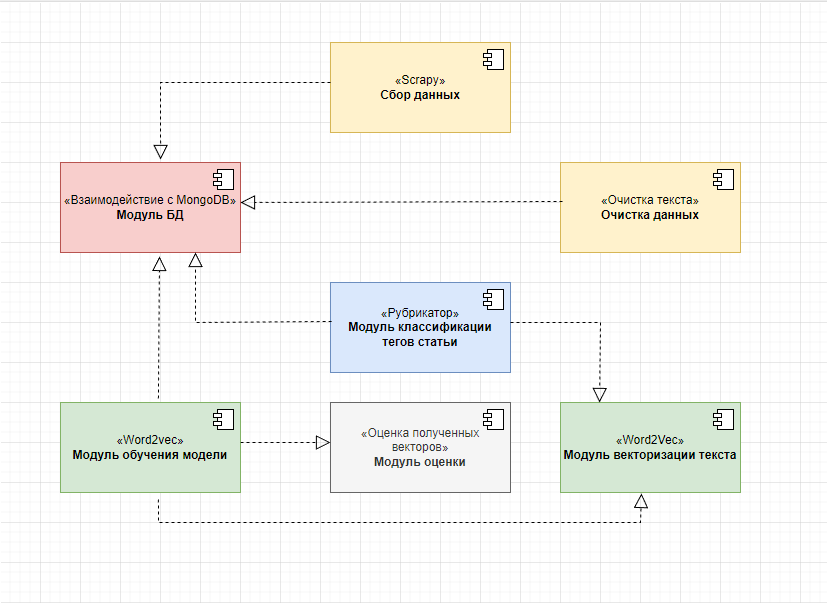 «Scrapy»
Сбор данных
«Взаимодействие с MongoDB»
Модуль БД
«Очистка текста»
Очистка данных
«Рубрикатор»
Модуль классификации
тегов статьи
«Word2vec»
Модуль обучения модели
«Оценка полученных
векторов»
Модуль оценки
«Word2Vec»
Модуль векторизации текста